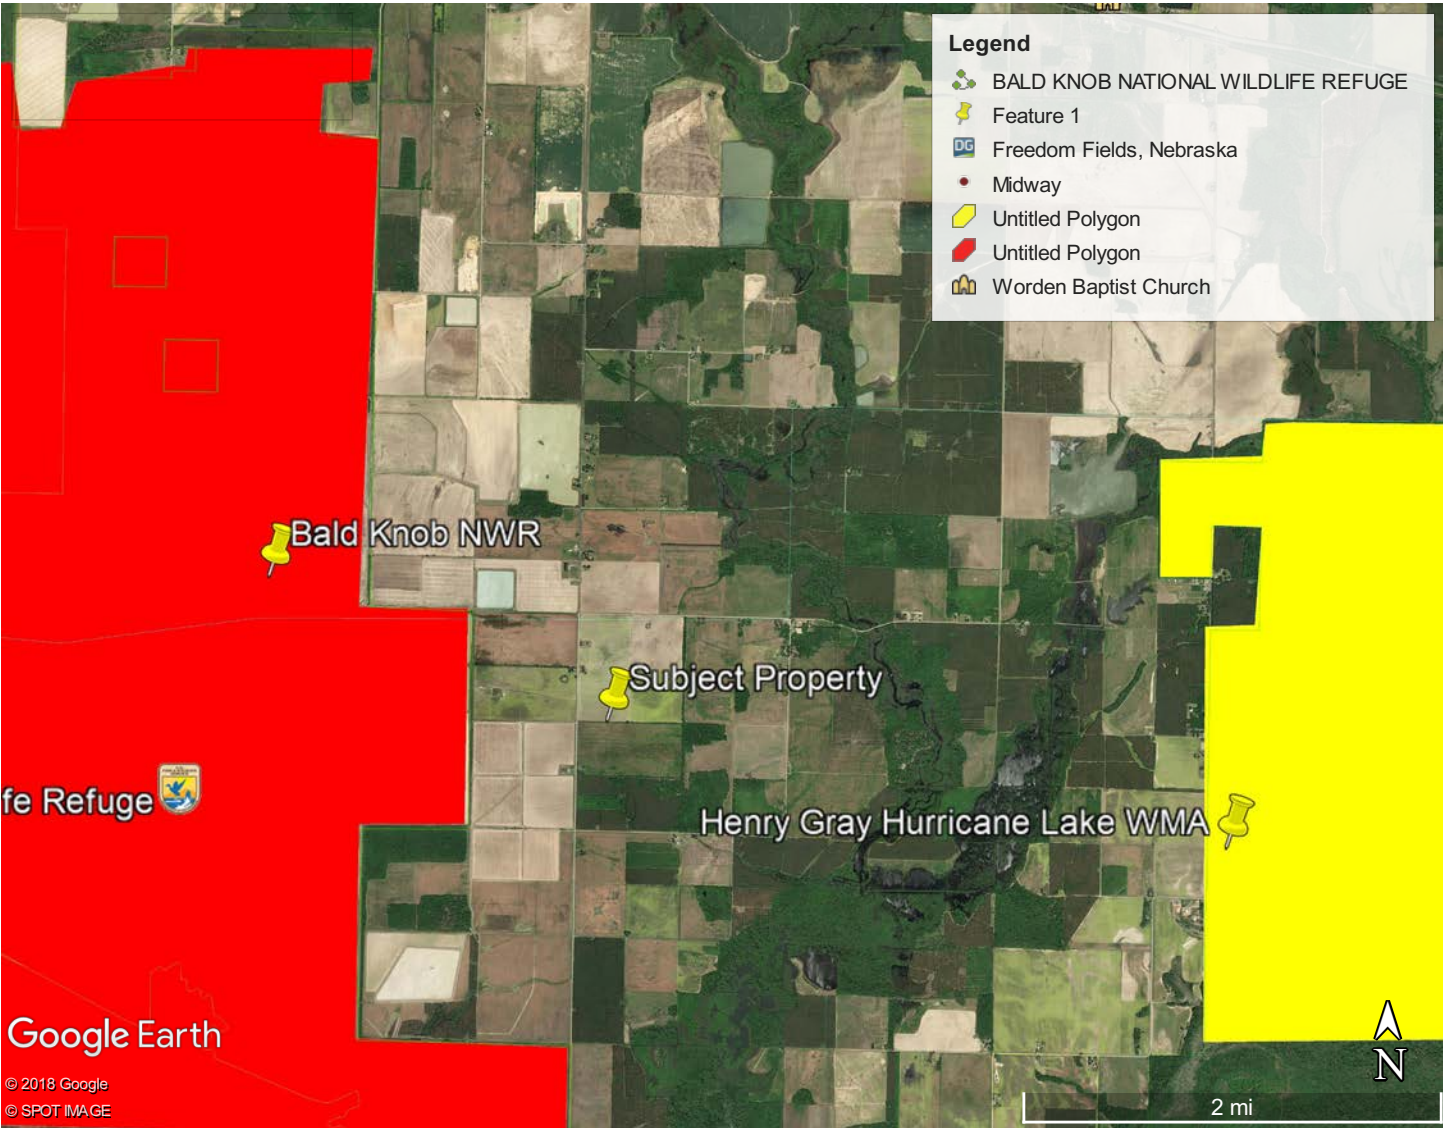 Legend
BALD KNOB NATIONAL WILDLIFE REFUGE
Feature 1
DG Freedom Fields, Nebraska
Midway
Untitled Polygon
Untitled Polygon
Worden Baptist Church
Bald Knob NWR
Subject Property
fe Refuge
Henry Gray Hurricane Lake WMA
Google Earth
N
© 2018 Google
© SPOT IMAGE
2 mi